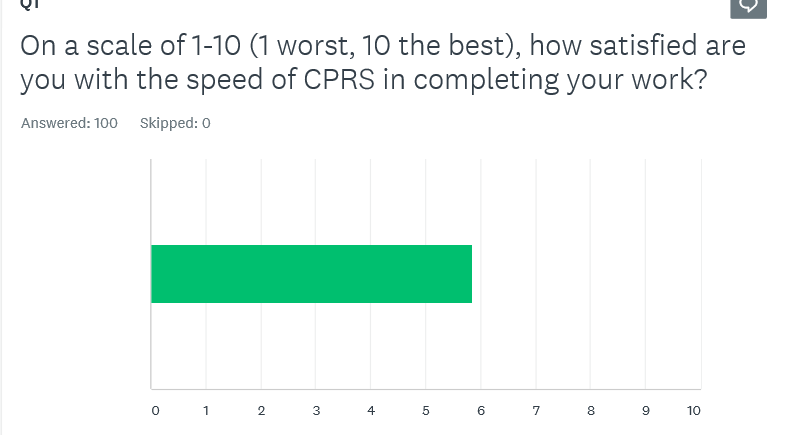 Q1
On a scale of 1-10 (1 worst, 10 the best), how satisfied are
you with the speed of CPRS in completing your work?
Answered: 100 Skipped: 0
0 1 2 3 4 5 6 7 8 9 10